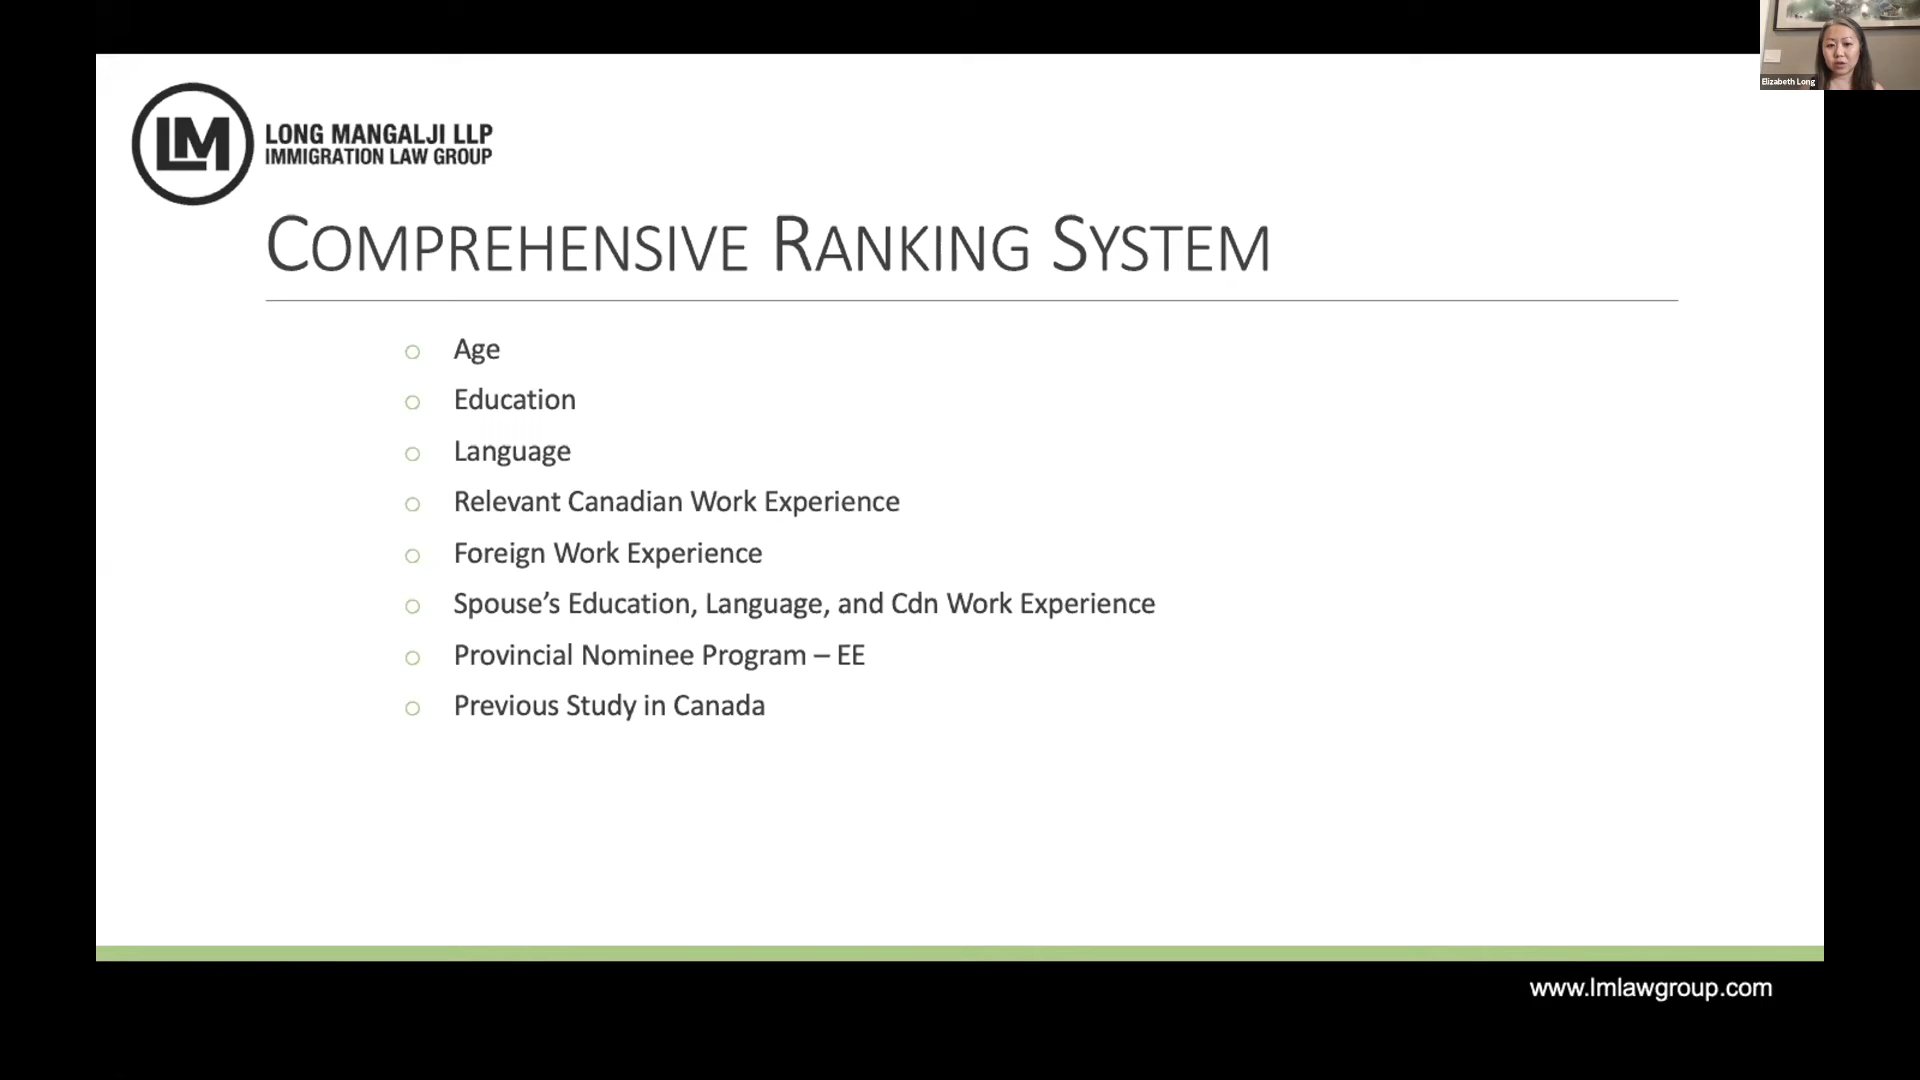 Elizabeth Long
LM
LONG MANGALJI LLP
IMMIGRATION LAW GROUP
COMPREHENSIVE RANKING SYSTEM
Age
Education
Language
Relevant Canadian Work Experience
Foreign Work Experience
Spouse’s Education, Language, and Cdn Work Experience
Provincial Nominee Program – EE
Previous Study in Canada
www.lmlawgroup.com